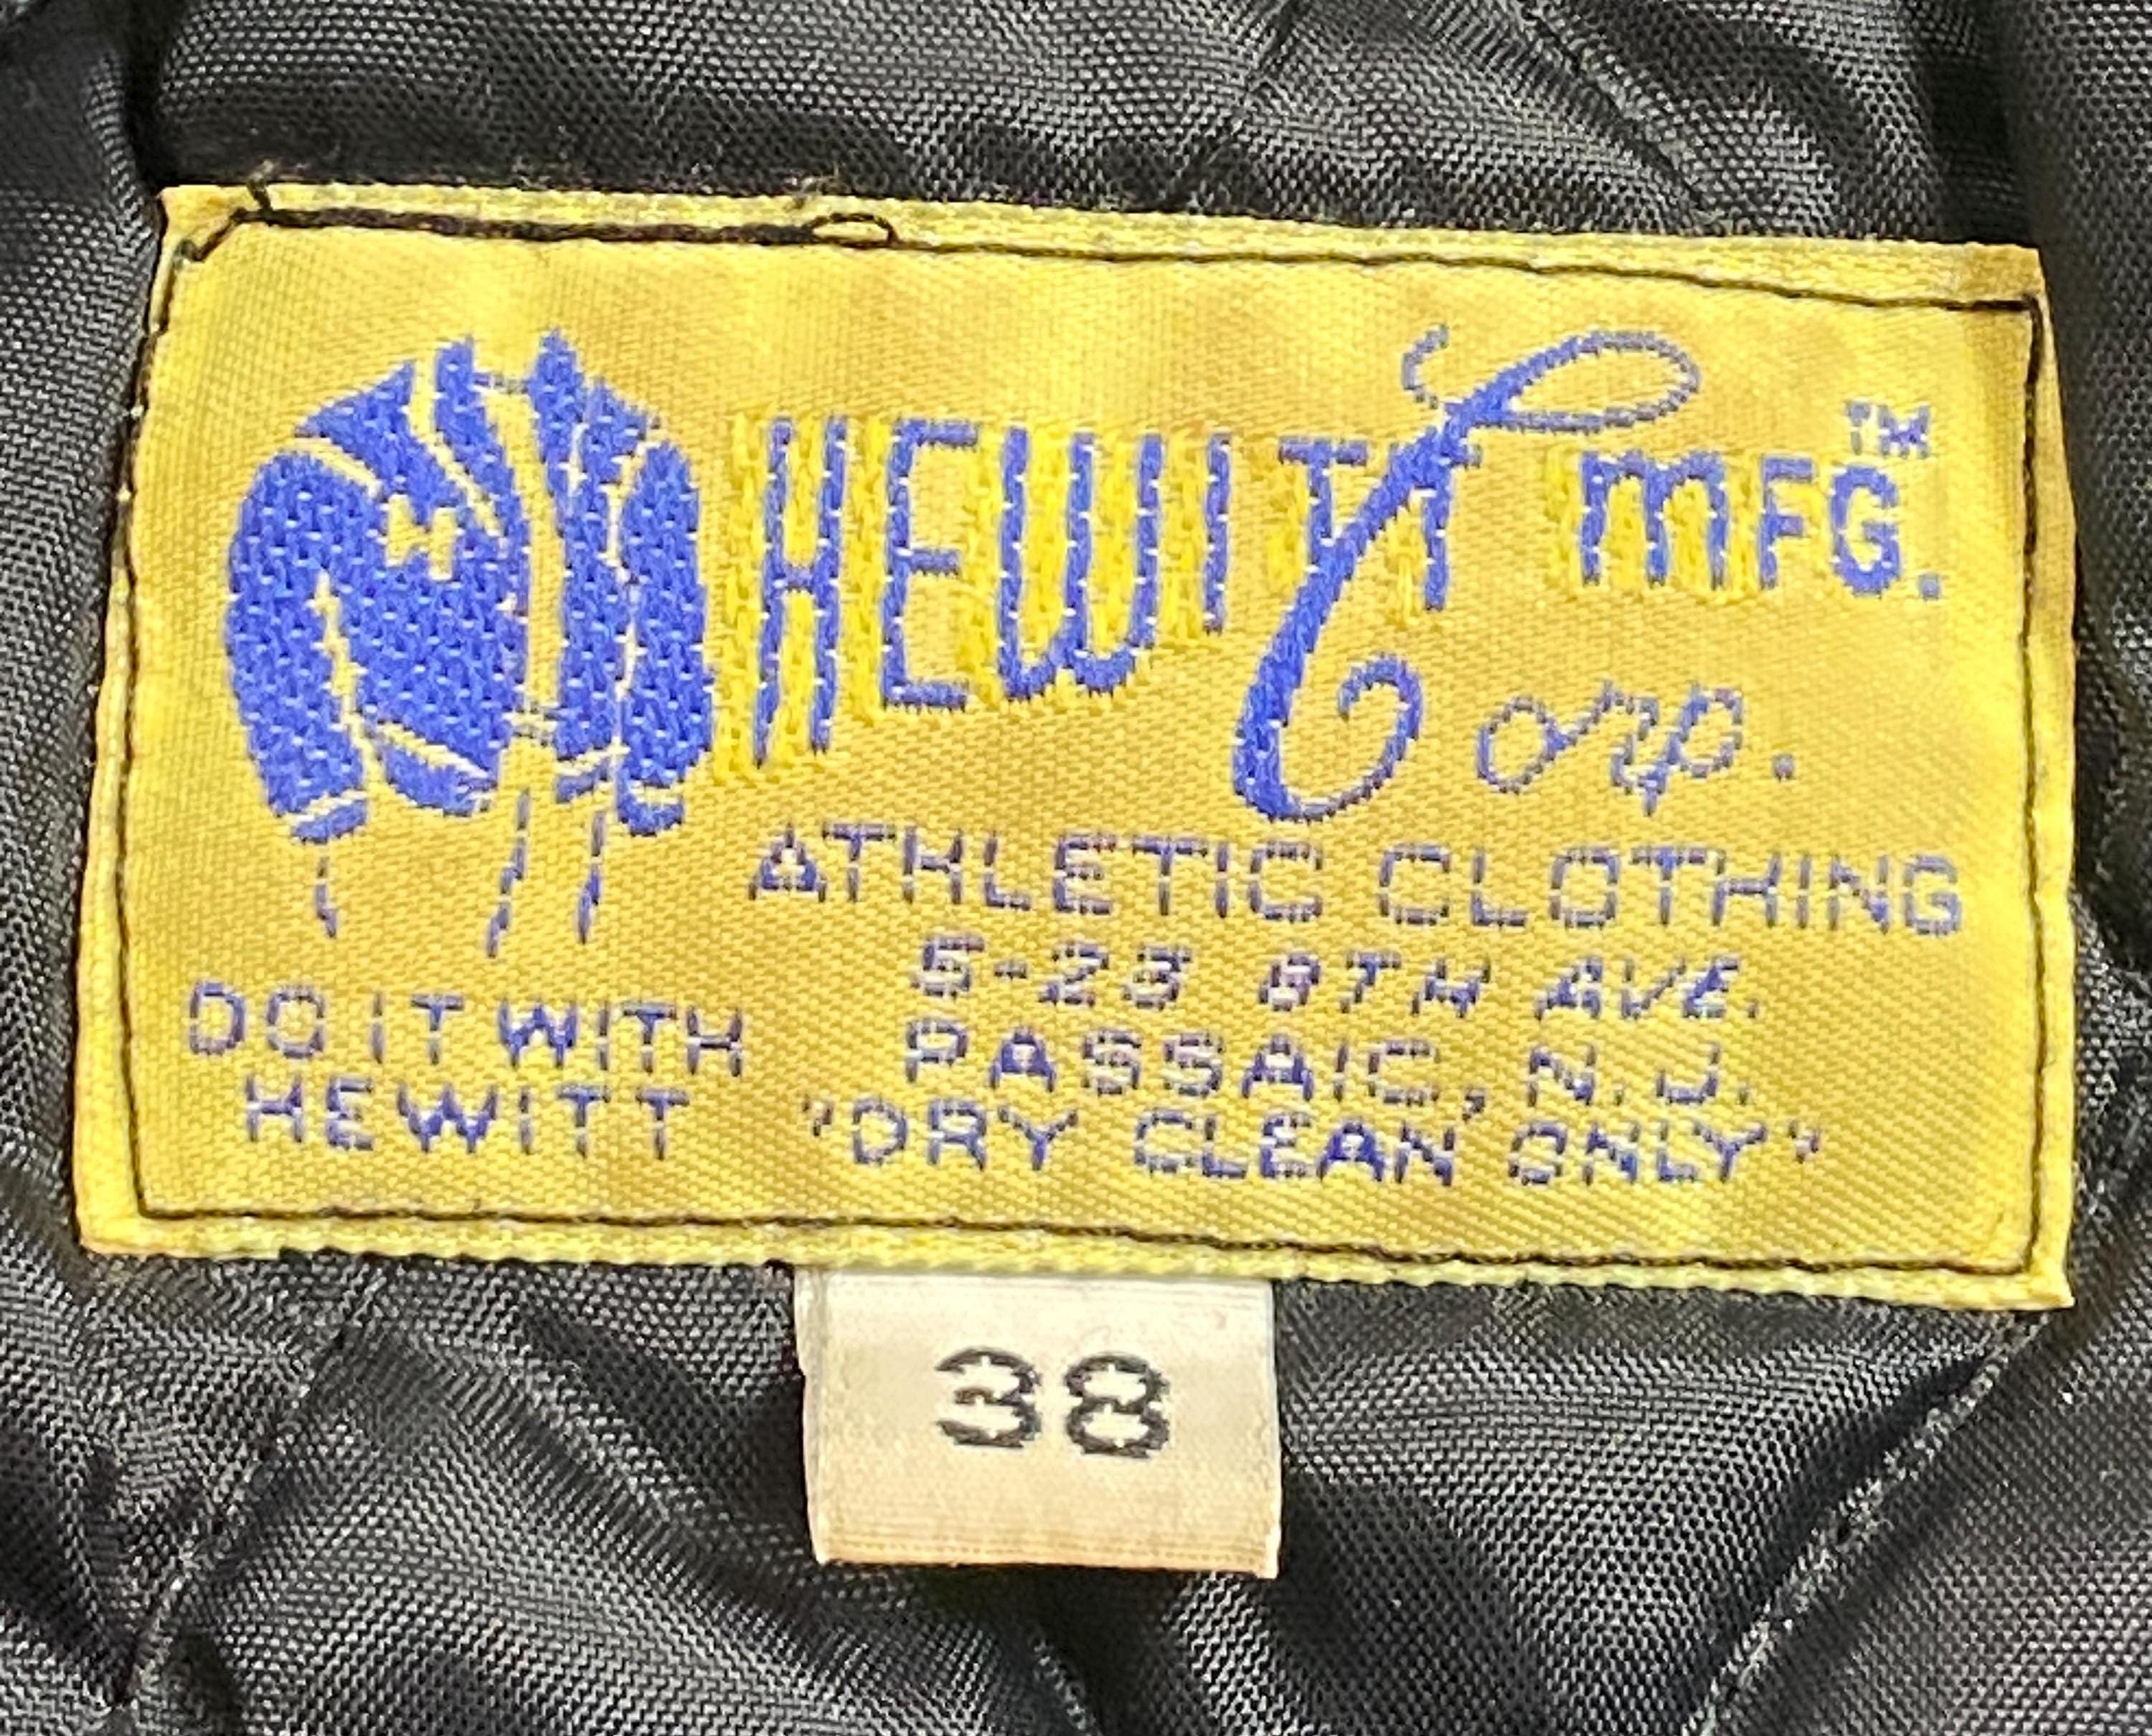 H
HEWITT MFG.™
Corp.
ATHLETIC CLOTHING
5-23 8TH AVE.
PASSAIC, N.J.
"DRY CLEAN ONLY"
DO IT WITH
HEWITT
38